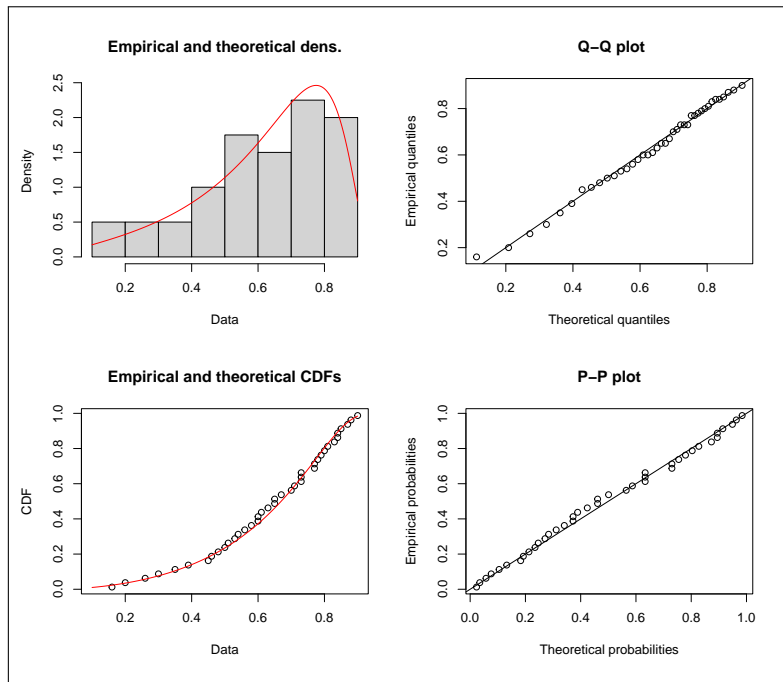 Empirical and theoretical dens.
Density
0.0 0.5 1.0 1.5 2.0 2.5
0.2 0.4 0.6 0.8
Data
Q−Q plot
Empirical quantiles
0.2 0.4 0.6 0.8
0.2 0.4 0.6 0.8
Theoretical quantiles
Empirical and theoretical CDFs
CDF
0.0 0.2 0.4 0.6 0.8 1.0
0.2 0.4 0.6 0.8
Data
P−P plot
Empirical probabilities
0.0 0.2 0.4 0.6 0.8 1.0
0.0 0.2 0.4 0.6 0.8 1.0
Theoretical probabilities